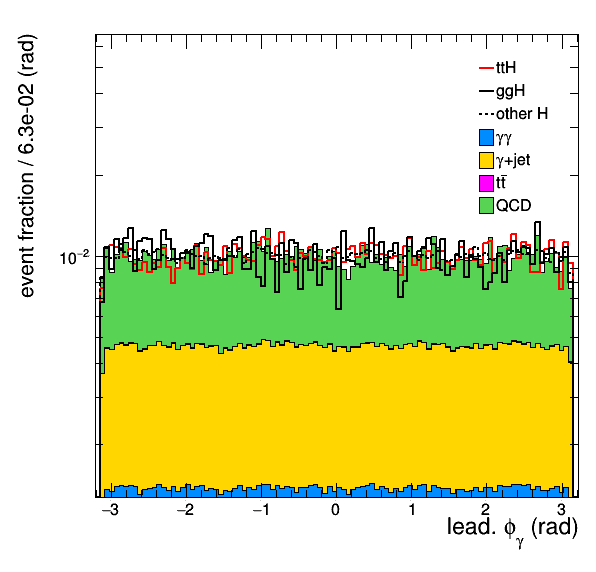 event fraction / 6.3e-02 (rad)
ttH
ggH
other H
γγ
γ+jet
tt̄
QCD
10⁻²
−3 −2 −1 0 1 2 3
lead. ϕγ (rad)